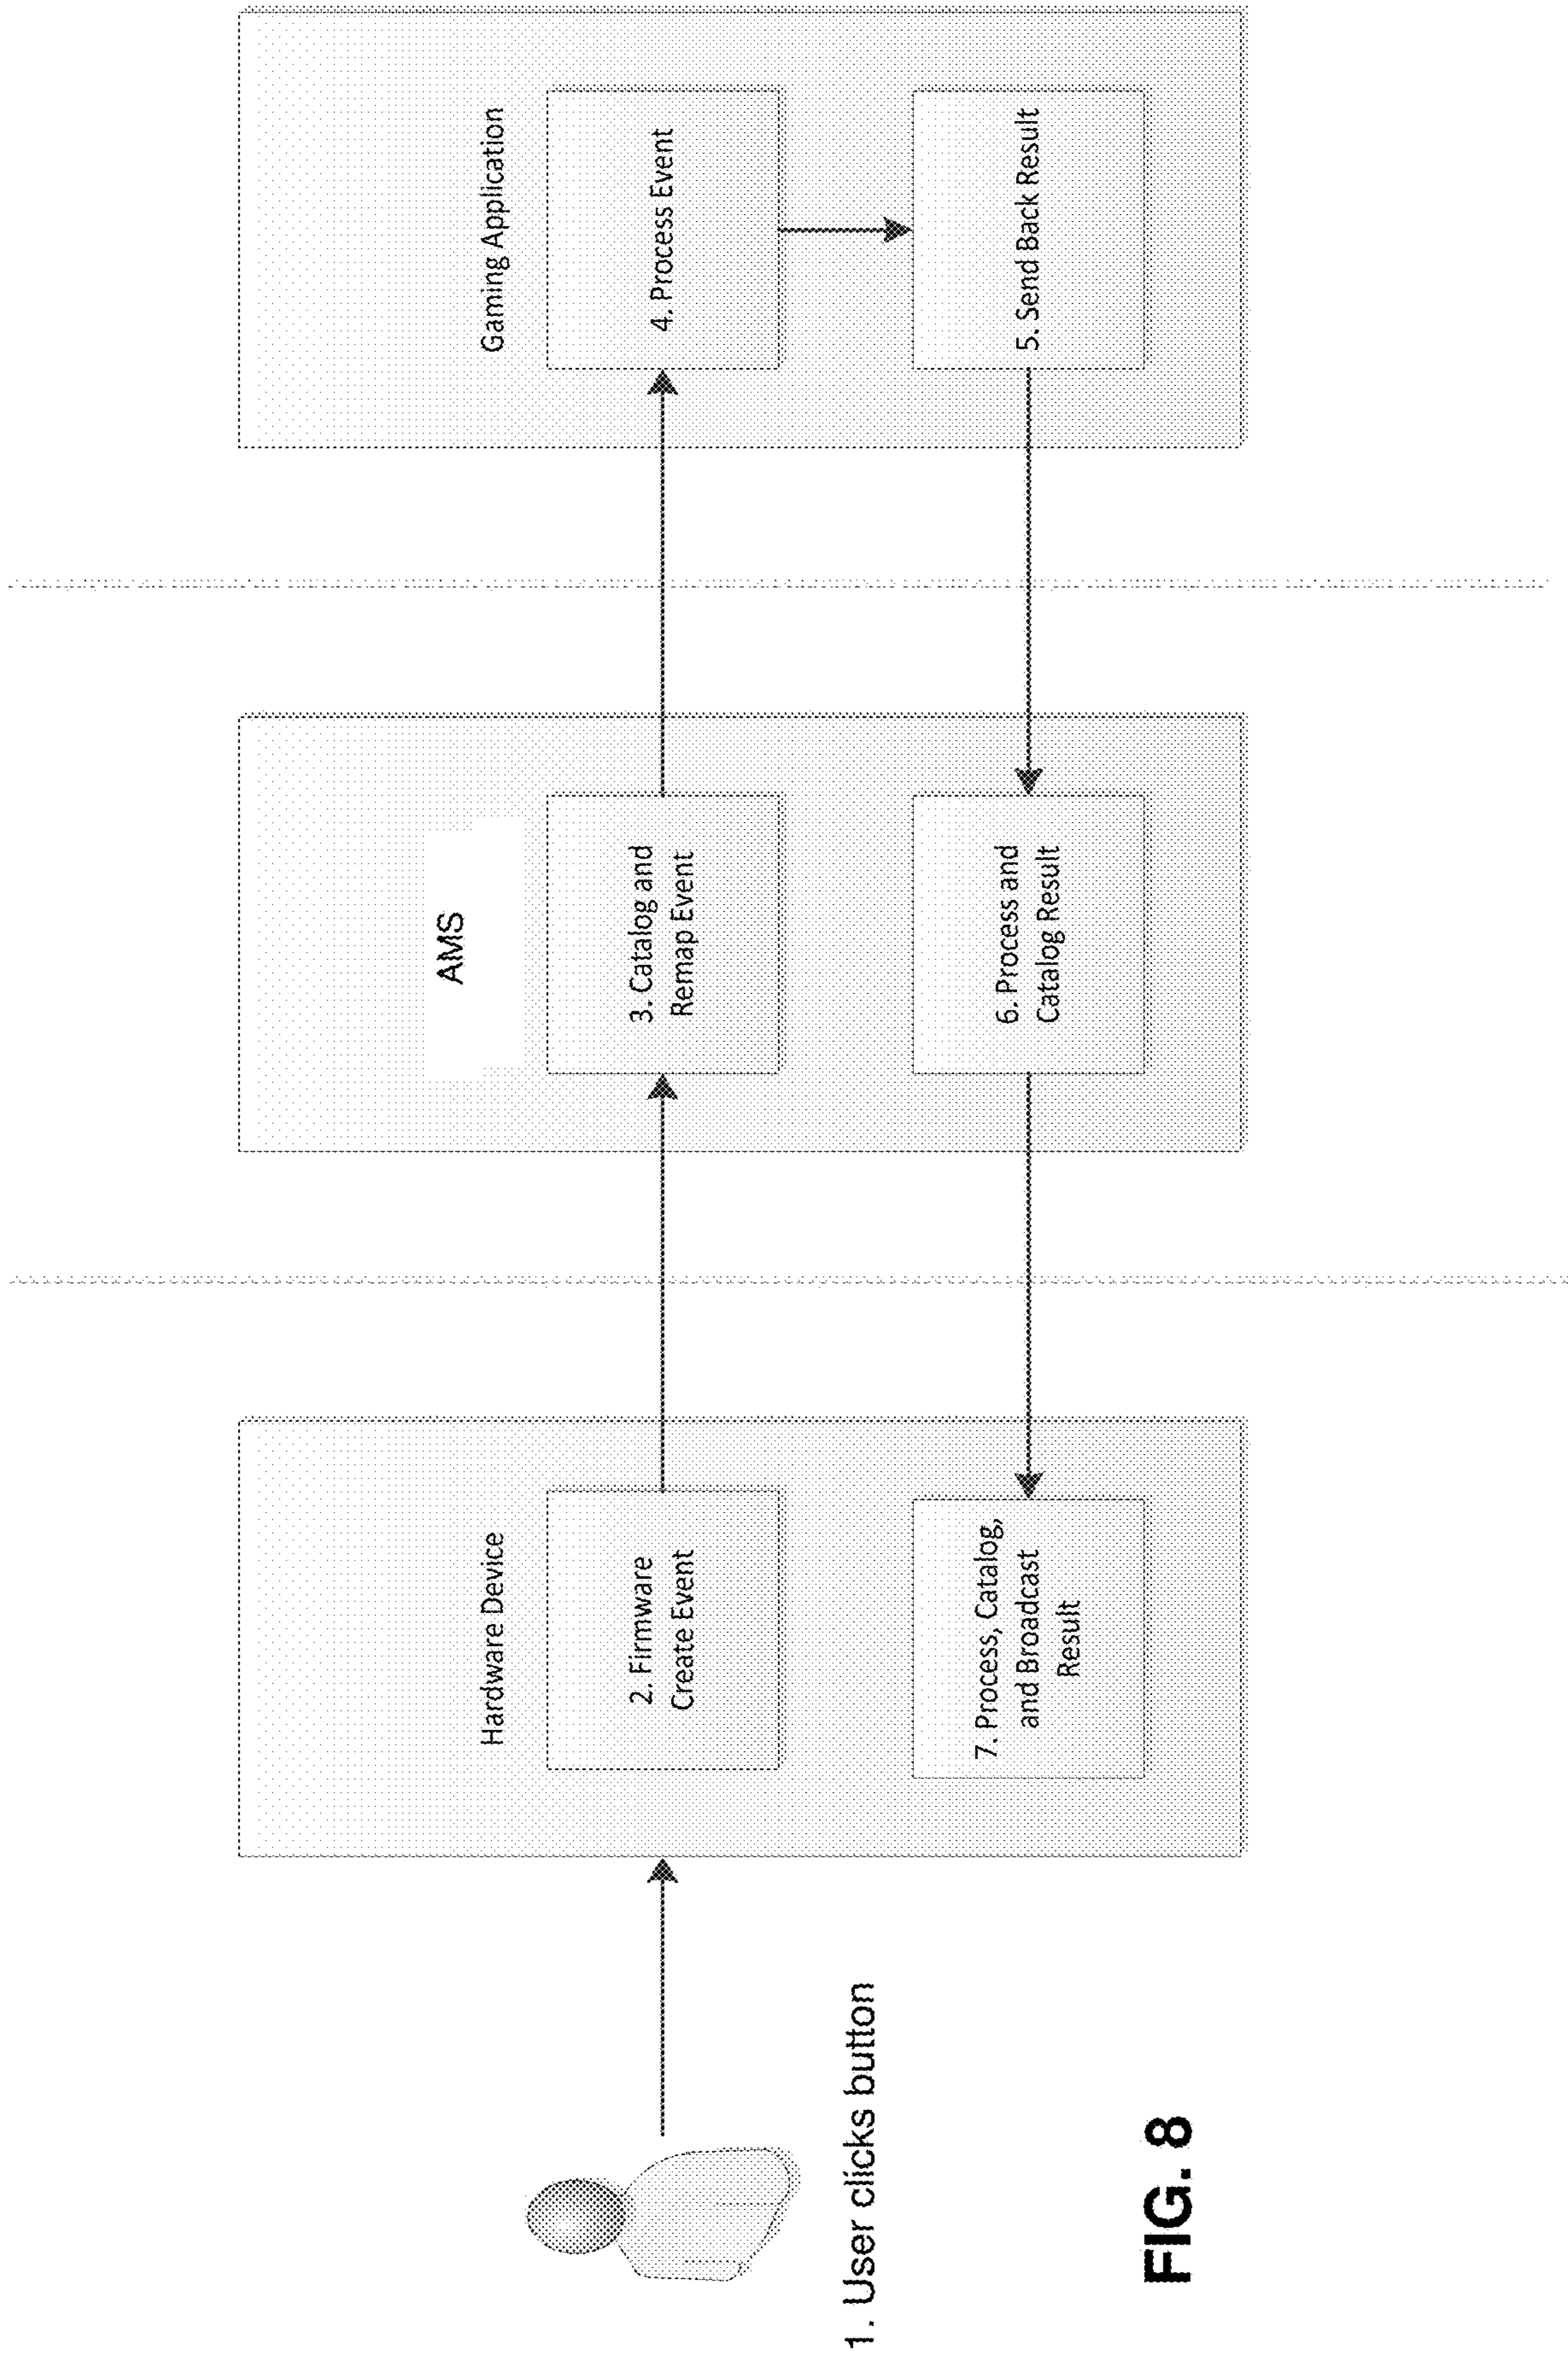 1. User clicks button
Hardware Device
2. Firmware
Create Event
AMS
3. Catalog and
Remap Event
Gaming Application
4. Process Event
5. Send Back Result
6. Process and
Catalog Result
7. Process, Catalog,
and Broadcast
Result
FIG. 8